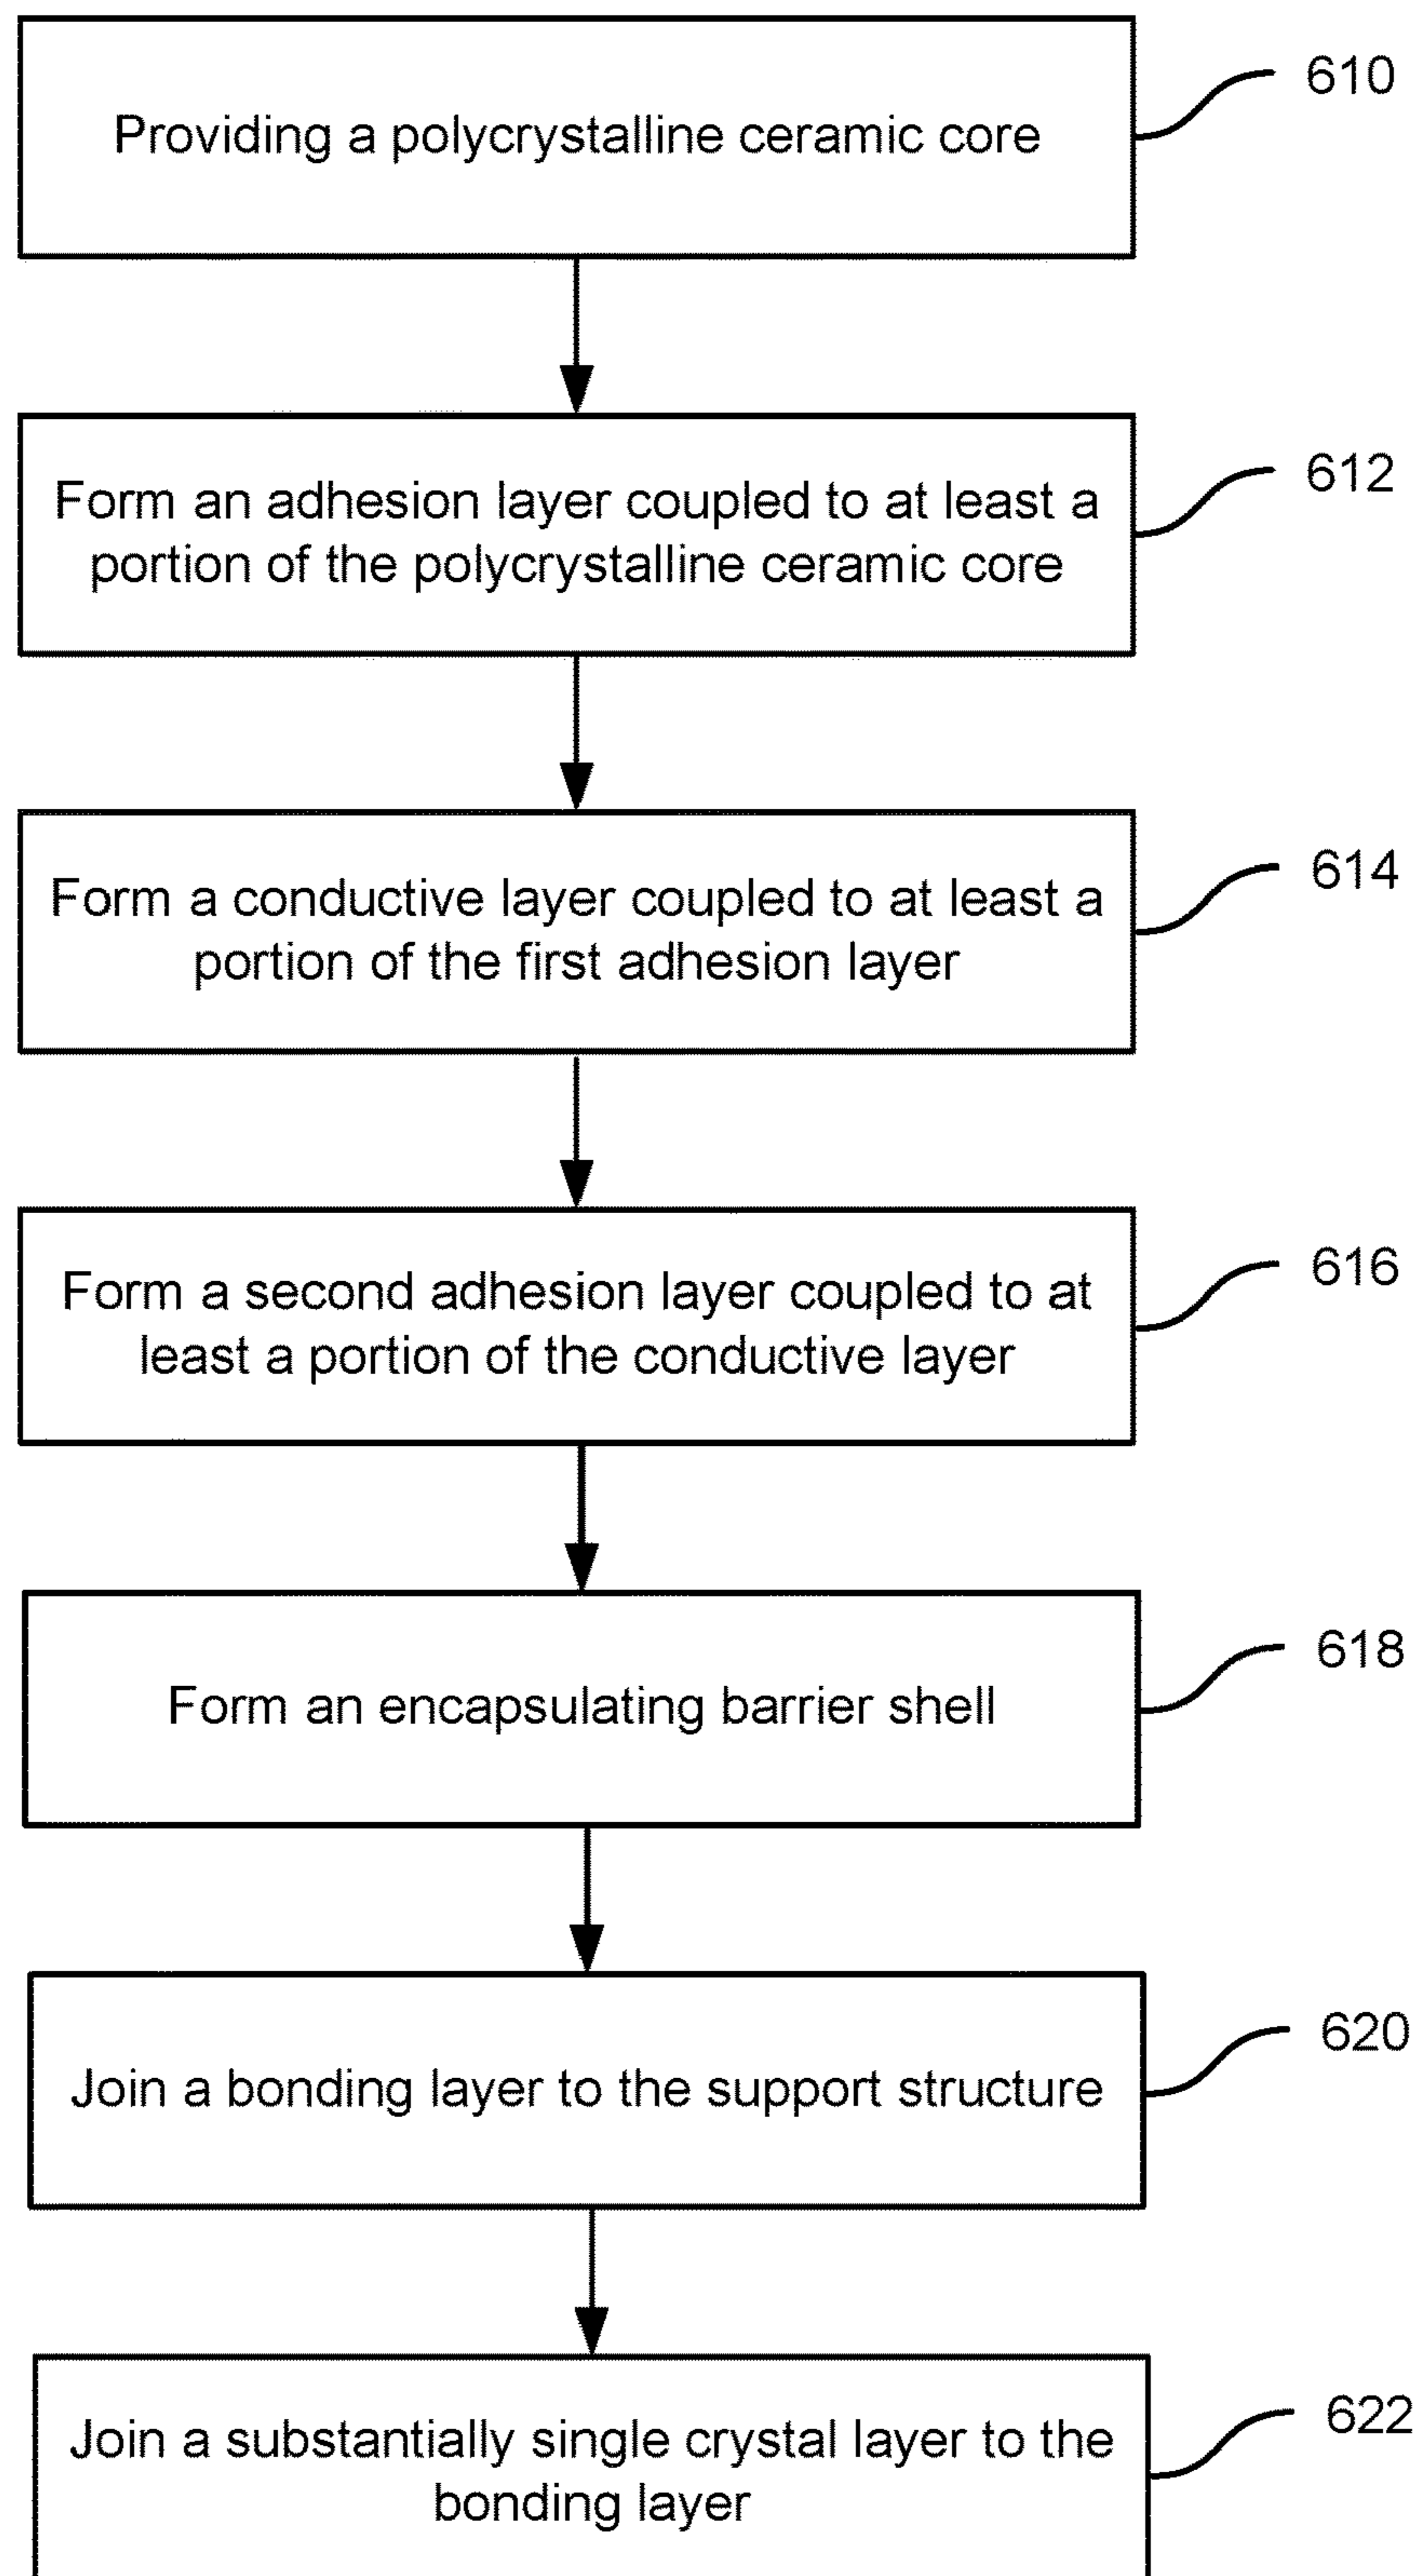 Providing a polycrystalline ceramic core
610
Form an adhesion layer coupled to at least a
portion of the polycrystalline ceramic core
612
Form a conductive layer coupled to at least a
portion of the first adhesion layer
614
Form a second adhesion layer coupled to at
least a portion of the conductive layer
616
Form an encapsulating barrier shell
618
Join a bonding layer to the support structure
620
Join a substantially single crystal layer to the
bonding layer
622